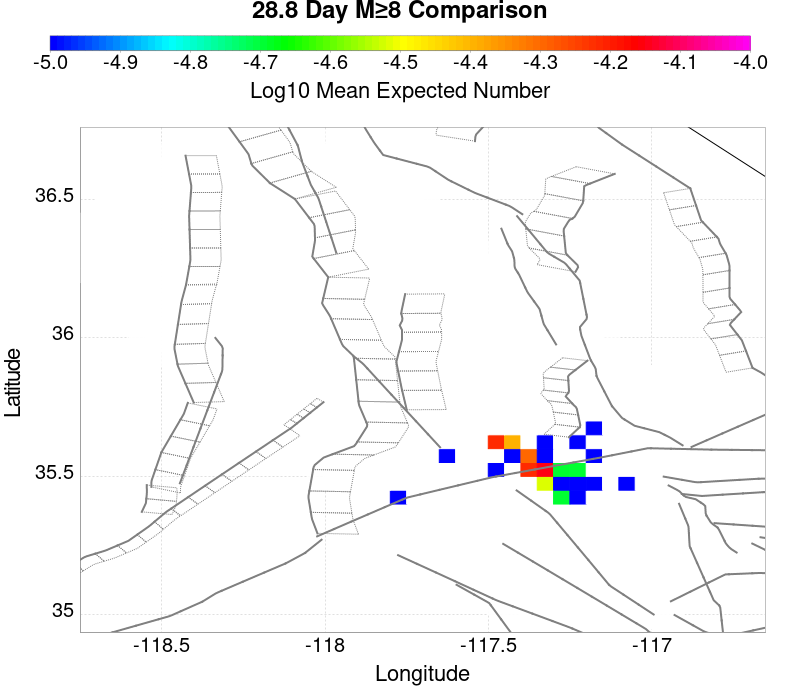 28.8 Day M≥8 Comparison
-5.0 -4.9 -4.8 -4.7 -4.6 -4.5 -4.4 -4.3 -4.2 -4.1 -4.0
Log10 Mean Expected Number
36.5
36
35.5
35
Latitude
-118.5 -118 -117.5 -117
Longitude